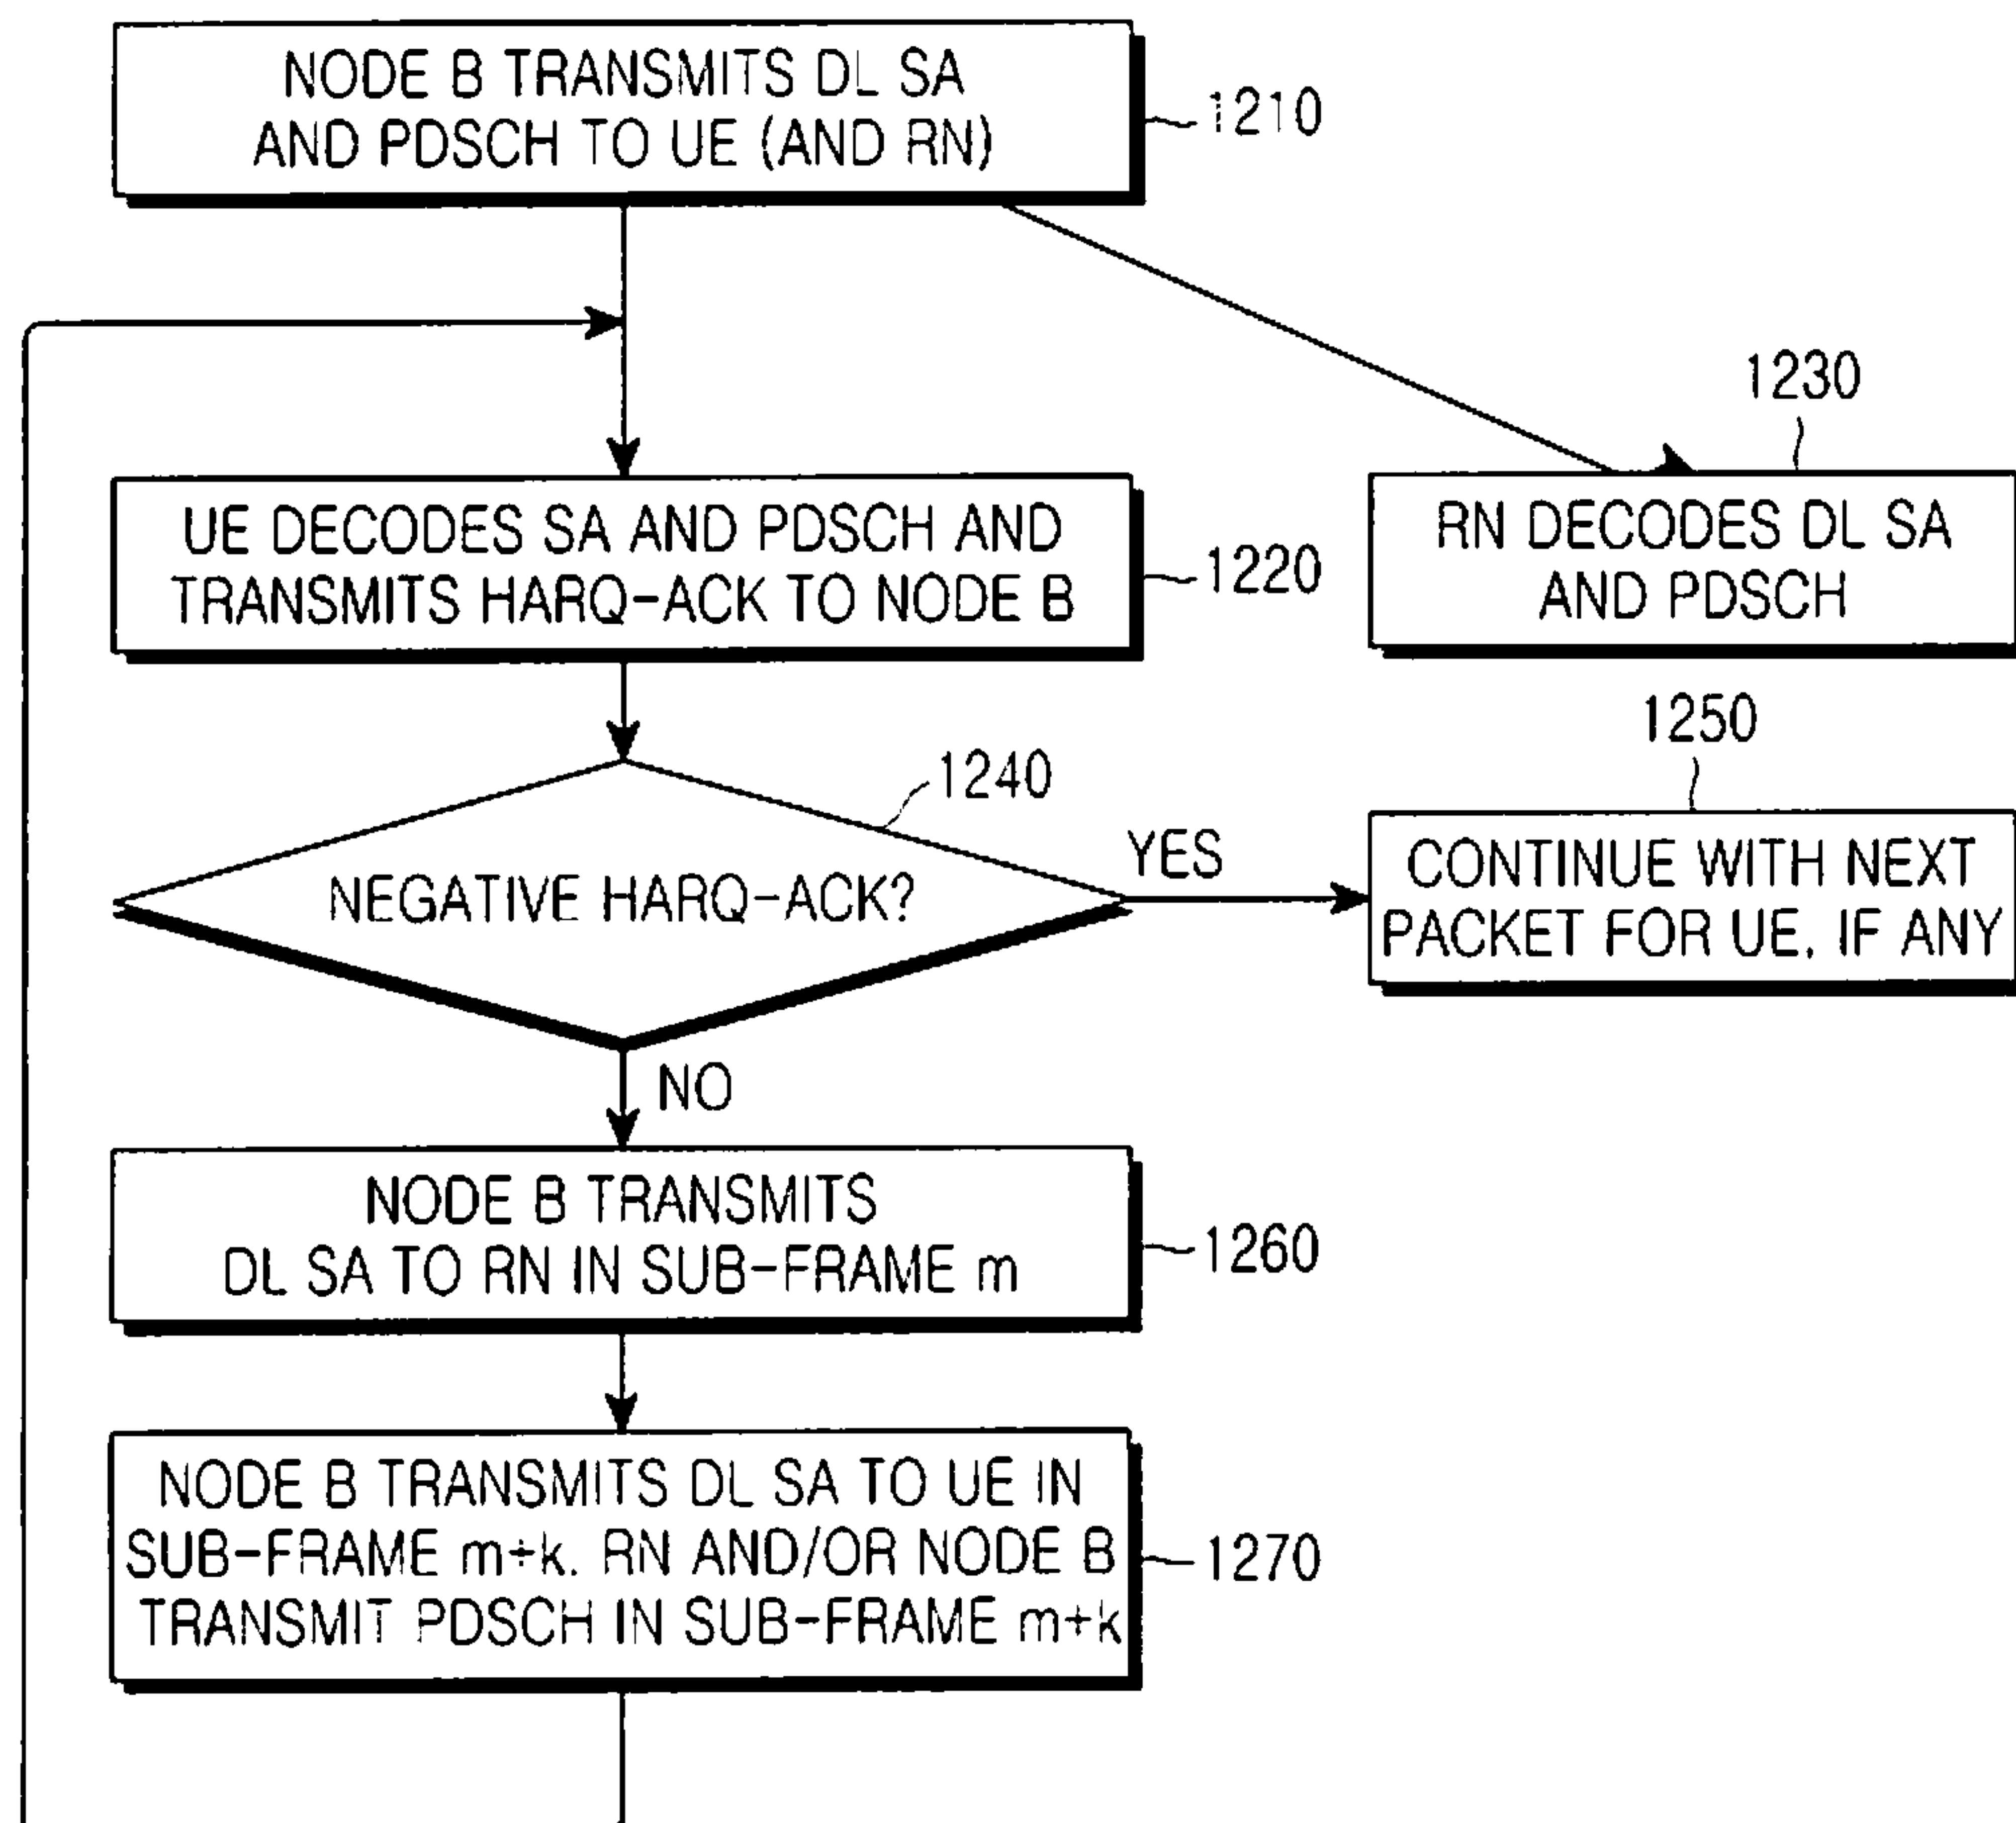 NODE B TRANSMITS DL SA
AND PDSCH TO UE (AND RN)
1210
1230
UE DECODES SA AND PDSCH AND
TRANSMITS HARQ-ACK TO NODE B
1220
RN DECODES DL SA
AND PDSCH
1240
NEGATIVE HARQ-ACK?
YES
1250
CONTINUE WITH NEXT
PACKET FOR UE, IF ANY
NO
NODE B TRANSMITS
DL SA TO RN IN SUB-FRAME m
1260
NODE B TRANSMITS DL SA TO UE IN
SUB-FRAME m+k. RN AND/OR NODE B
TRANSMIT PDSCH IN SUB-FRAME m+k
1270